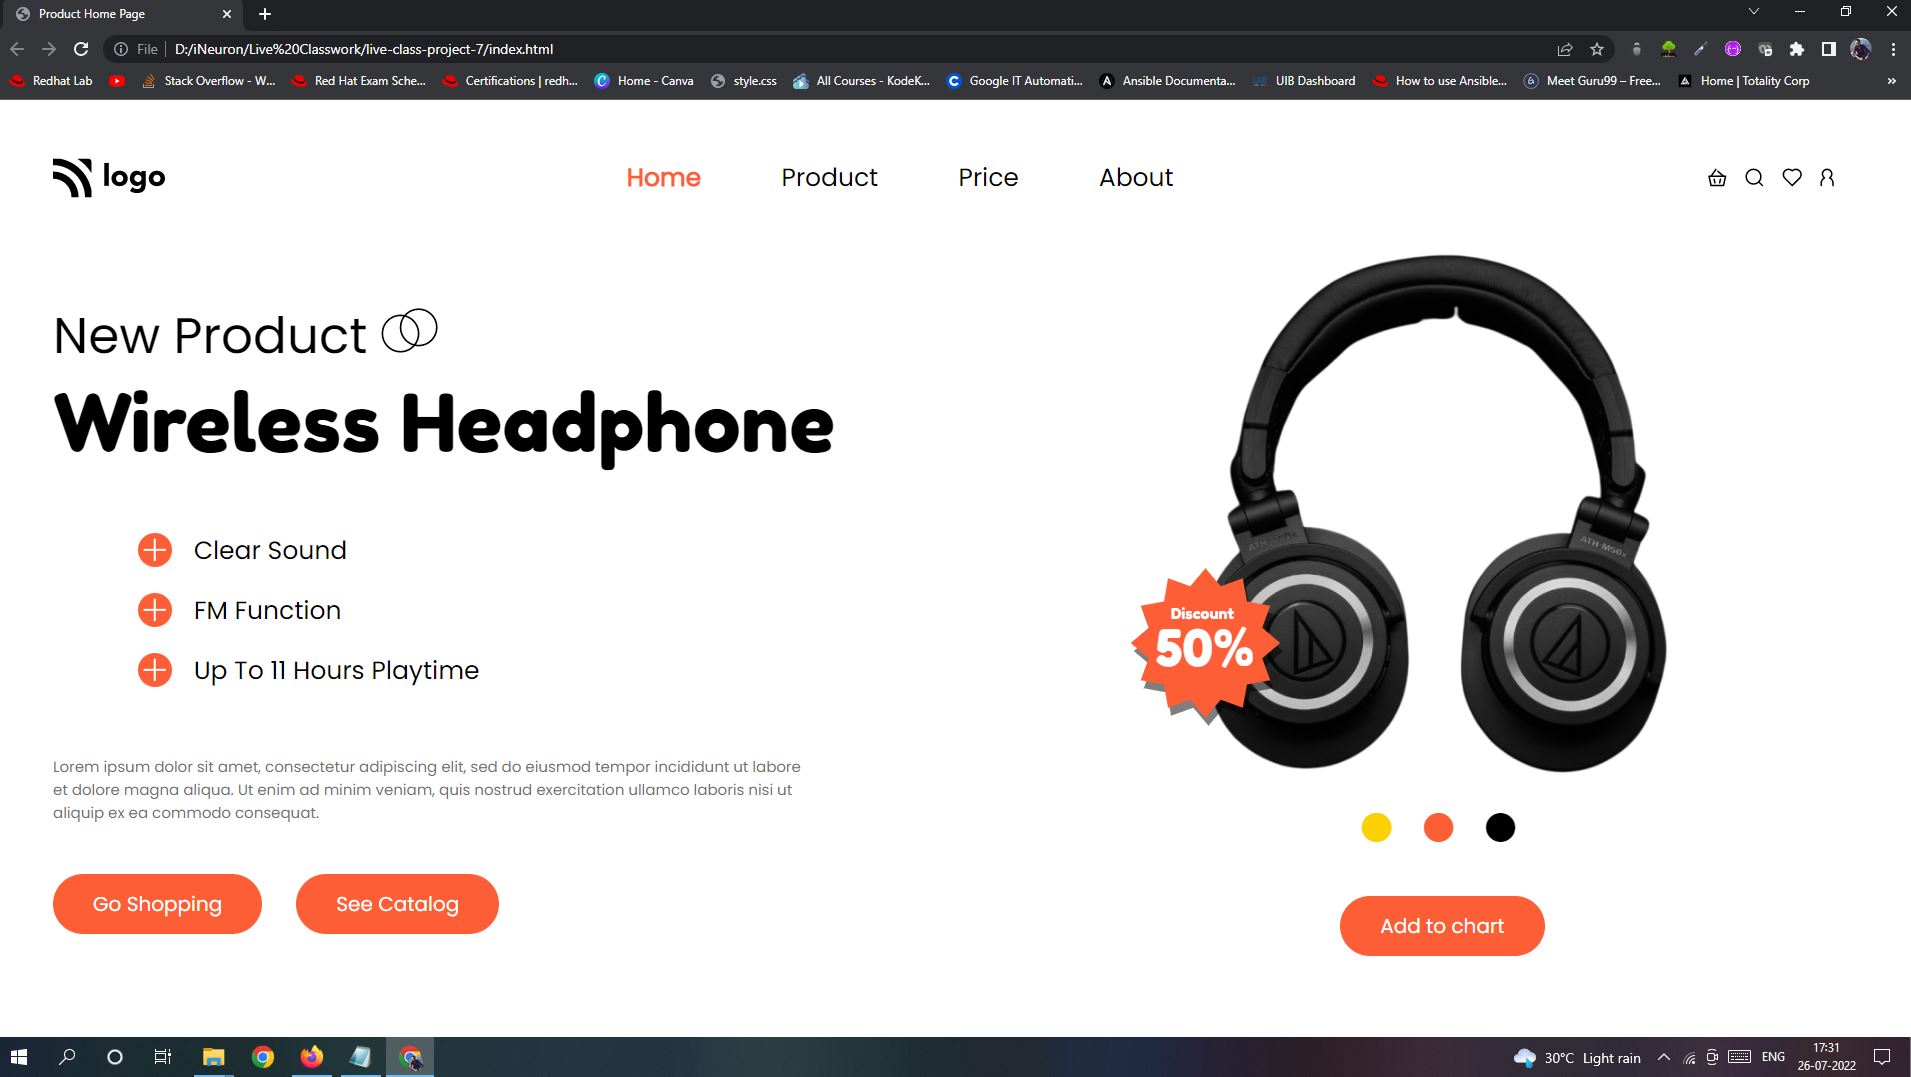 Product Home Page
File
D:/iNeuron/Live%20Classwork/live-class-project-7/index.html
Redhat Lab
Stack Overflow - W...
Red Hat Exam Sche...
Certifications | redh...
Home - Canva
style.css
All Courses - KodeK...
Google IT Automati...
Ansible Documenta...
UIB Dashboard
How to use Ansible...
Meet Guru99 – Free...
Home | Totality Corp
logo
Home
Product
Price
About
New Product
Wireless Headphone
Clear Sound
FM Function
Up To 11 Hours Playtime
Lorem ipsum dolor sit amet, consectetur adipiscing elit, sed do eiusmod tempor incididunt ut labore
et dolore magna aliqua. Ut enim ad minim veniam, quis nostrud exercitation ullamco laboris nisi ut
aliquip ex ea commodo consequat.
Go Shopping
See Catalog
ATH-M50x
Discount
50%
Add to chart
30°C Light rain
ENG
17:31
26-07-2022